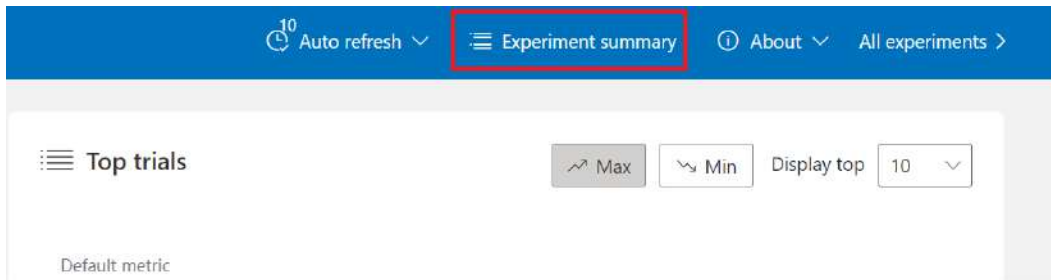 10
Auto refresh Experiment summary About All experiments
Top trials Max Min Display top 10
Default metric